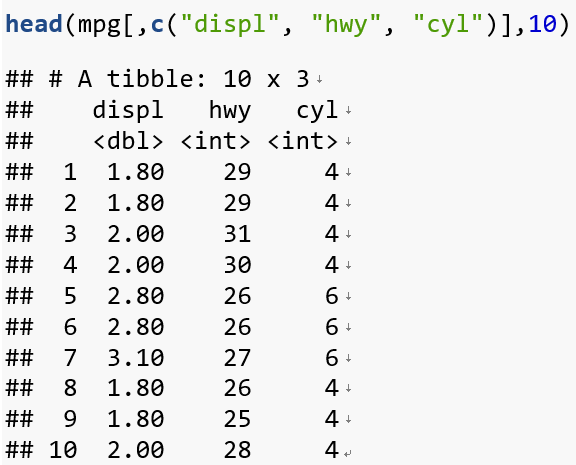 head(mpg[,c("displ", "hwy", "cyl")],10)
## # A tibble: 10 x 3
##    displ   hwy   cyl
##    <dbl> <int> <int>
##  1  1.80    29     4
##  2  1.80    29     4
##  3  2.00    31     4
##  4  2.00    30     4
##  5  2.80    26     6
##  6  2.80    26     6
##  7  3.10    27     6
##  8  1.80    26     4
##  9  1.80    25     4
## 10  2.00    28     4